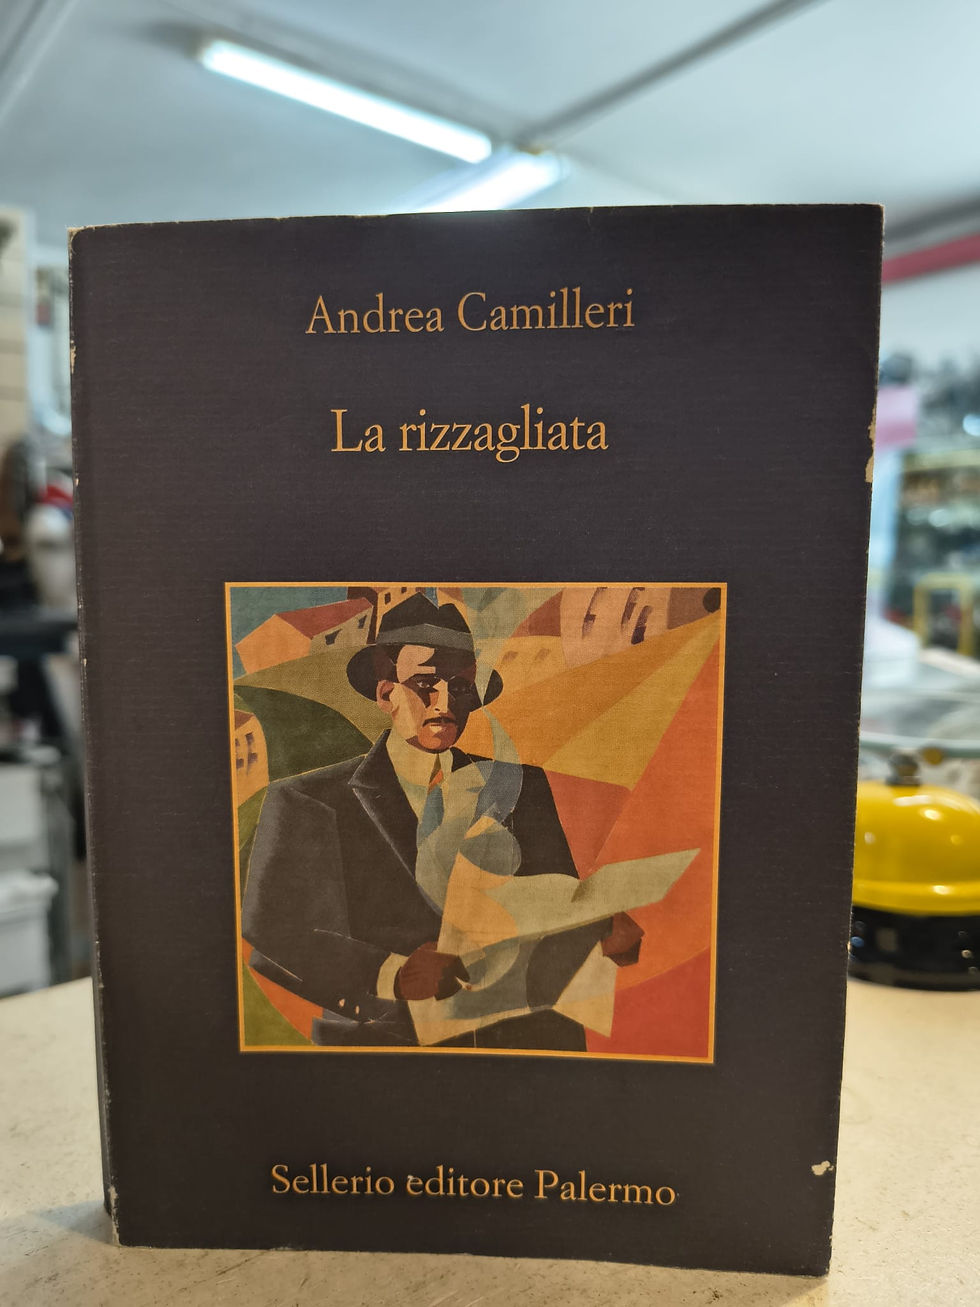 Andrea Camilleri
La rizzagliata
Sellerio editore Palermo